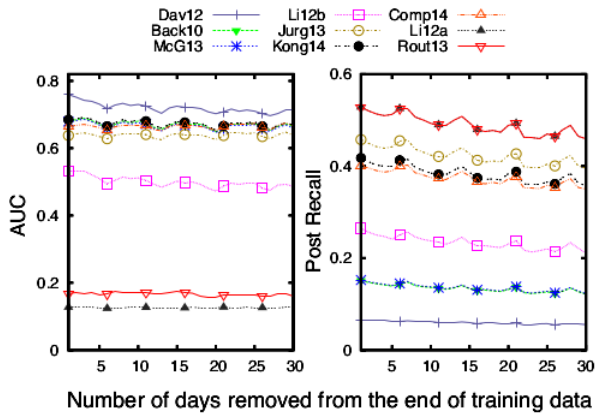 Dav12 Li12b Comp14
Back10 Jurg13 Li12a
McG13 Kong14 Rout13
AUC
0.8
0.6
0.4
0.2
0
5 10 15 20 25 30
Post Recall
0.6
0.4
0.2
0
5 10 15 20 25 30
Number of days removed from the end of training data